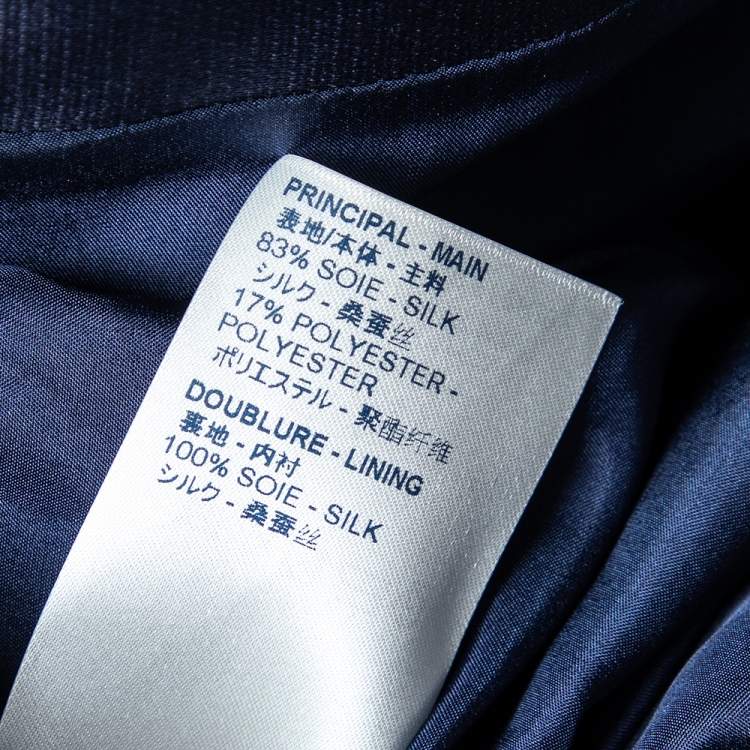 PRINCIPAL - MAIN
表地/本体 - 主料
83% SOIE - SILK
シルク - 桑蚕丝
17% POLYESTER -
POLYESTER
ポリエステル - 聚酯纤维
DOUBLURE - LINING
裏地 - 内衬
100% SOIE - SILK
シルク - 桑蚕丝